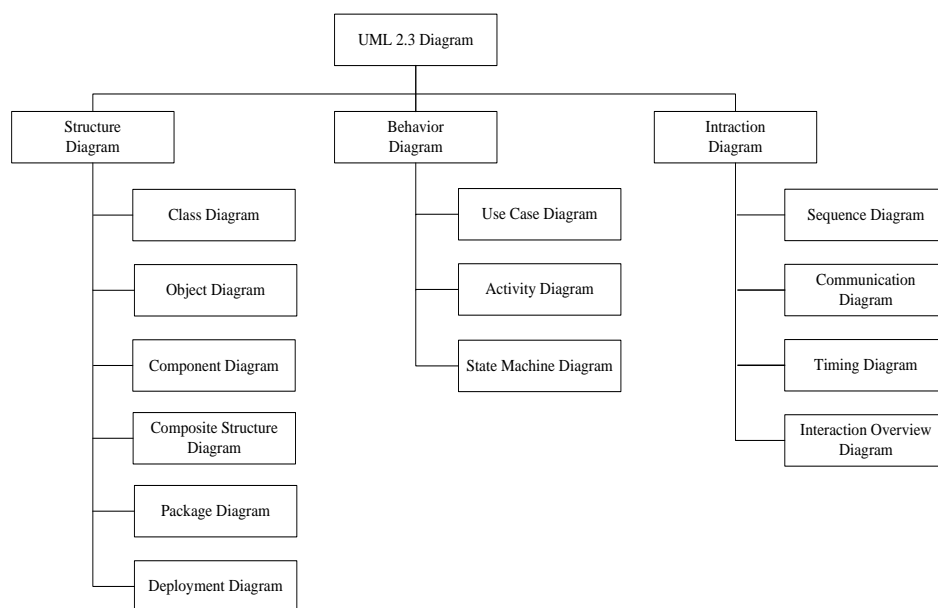 UML 2.3 Diagram
Structure
Diagram
Behavior
Diagram
Intraction
Diagram
Class Diagram
Object Diagram
Component Diagram
Composite Structure
Diagram
Package Diagram
Deployment Diagram
Use Case Diagram
Activity Diagram
State Machine Diagram
Sequence Diagram
Communication
Diagram
Timing Diagram
Interaction Overview
Diagram